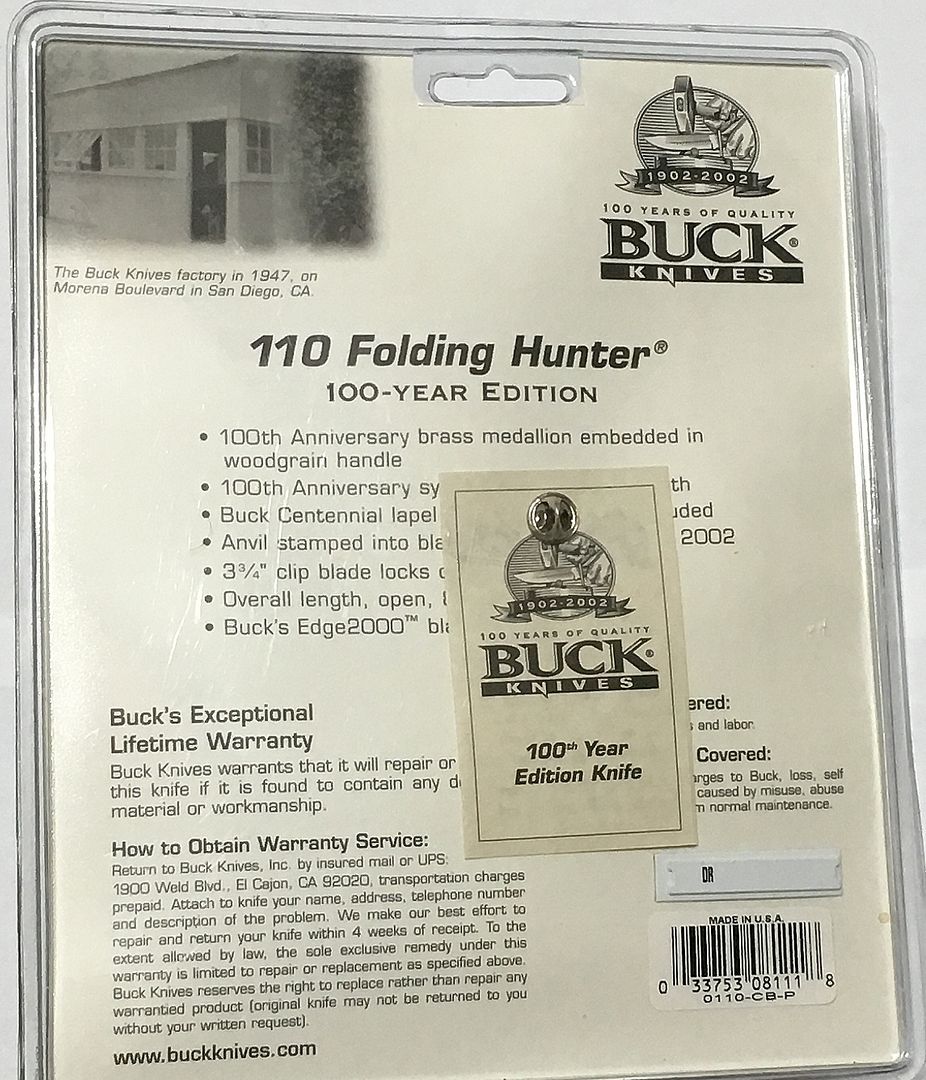 The Buck Knives factory in 1947, on
Morena Boulevard in San Diego, CA.
1902-2002
100 YEARS OF QUALITY
BUCK®
KNIVES
110 Folding Hunter®
100-YEAR EDITION
• 100th Anniversary brass medallion embedded in
woodgrain handle
• 100th Anniversary sy th
• Buck Centennial lapel uded
• Anvil stamped into bla 2002
• 3¾" clip blade locks
• Overall length, open,
• Buck's Edge2000™ bla
1902-2002
100 YEARS OF QUALITY
BUCK®
KNIVES
100th Year
Edition Knife
Buck's Exceptional
Lifetime Warranty
Buck Knives warrants that it will repair or
this knife if it is found to contain any d
material or workmanship.
ered:
s and labor.
Covered:
rges to Buck, loss, self
caused by misuse, abuse
m normal maintenance.
How to Obtain Warranty Service:
Return to Buck Knives, Inc. by insured mail or UPS:
1900 Weld Blvd., El Cajon, CA 92020, transportation charges
prepaid. Attach to knife your name, address, telephone number
and description of the problem. We make our best effort to
repair and return your knife within 4 weeks of receipt. To the
extent allowed by law, the sole exclusive remedy under this
warranty is limited to repair or replacement as specified above.
Buck Knives reserves the right to replace rather than repair any
warrantied product (original knife may not be returned to you
without your written request).
www.buckknives.com
DR
MADE IN U.S.A.
0 33753 08111 8
0110-CB-P